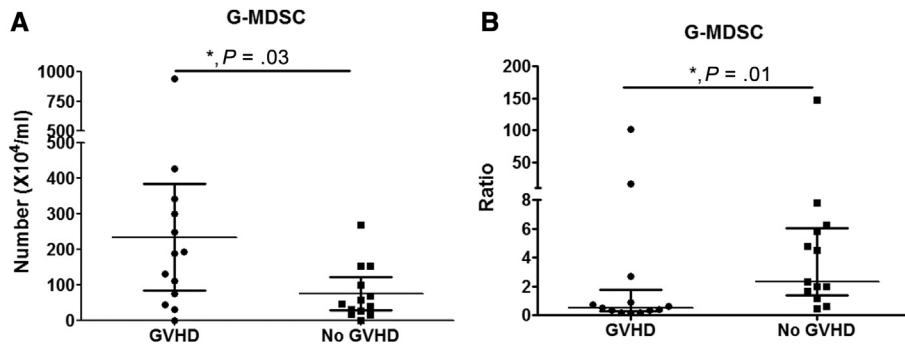 A
G-MDSC
*, P = .03
Number (X10⁴/ml)
1000
750
500
500
400
300
200
100
0
GVHD
No GVHD
B
G-MDSC
*, P = .01
Ratio
200
150
100
50
8
6
4
2
0
GVHD
No GVHD